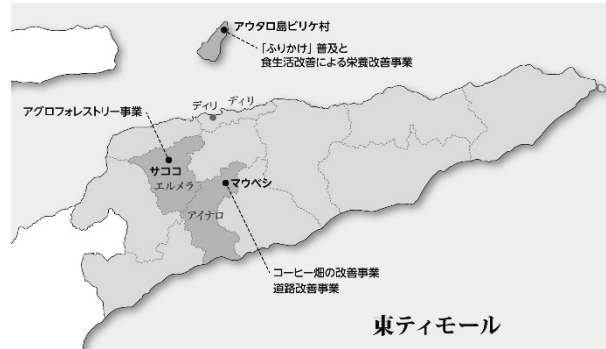 アウタロ島ビリケ村
「ふりかけ」普及と
食生活改善による栄養改善事業
ディリ
ディリ
アグロフォレストリー事業
サココ
エルメラ
マウベシ
アイナロ
コーヒー畑の改善事業
道路改善事業
東ティモール